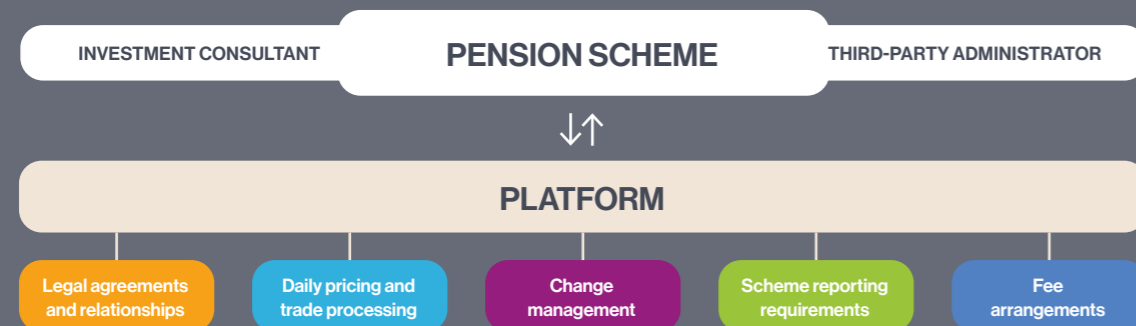 INVESTMENT CONSULTANT
PENSION SCHEME
THIRD-PARTY ADMINISTRATOR
PLATFORM
Legal agreements
and relationships
Daily pricing and
trade processing
Change
management
Scheme reporting
requirements
Fee
arrangements